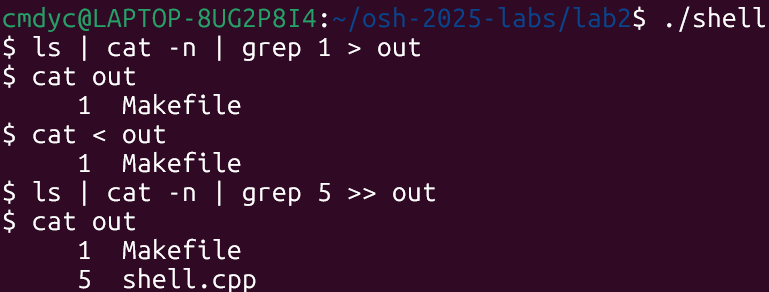 cmdyc@LAPTOP-8UG2P8I4:~/osh-2025-labs/lab2$ ./shell
$ ls | cat -n | grep 1 > out
$ cat out
     1  Makefile
$ cat < out
     1  Makefile
$ ls | cat -n | grep 5 >> out
$ cat out
     1  Makefile
     5  shell.cpp